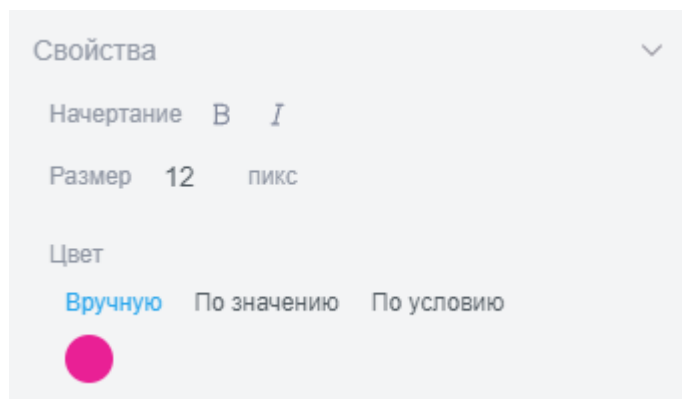 Свойства
Начертание B I
Размер 12 пикс
Цвет
Вручную По значению По условию